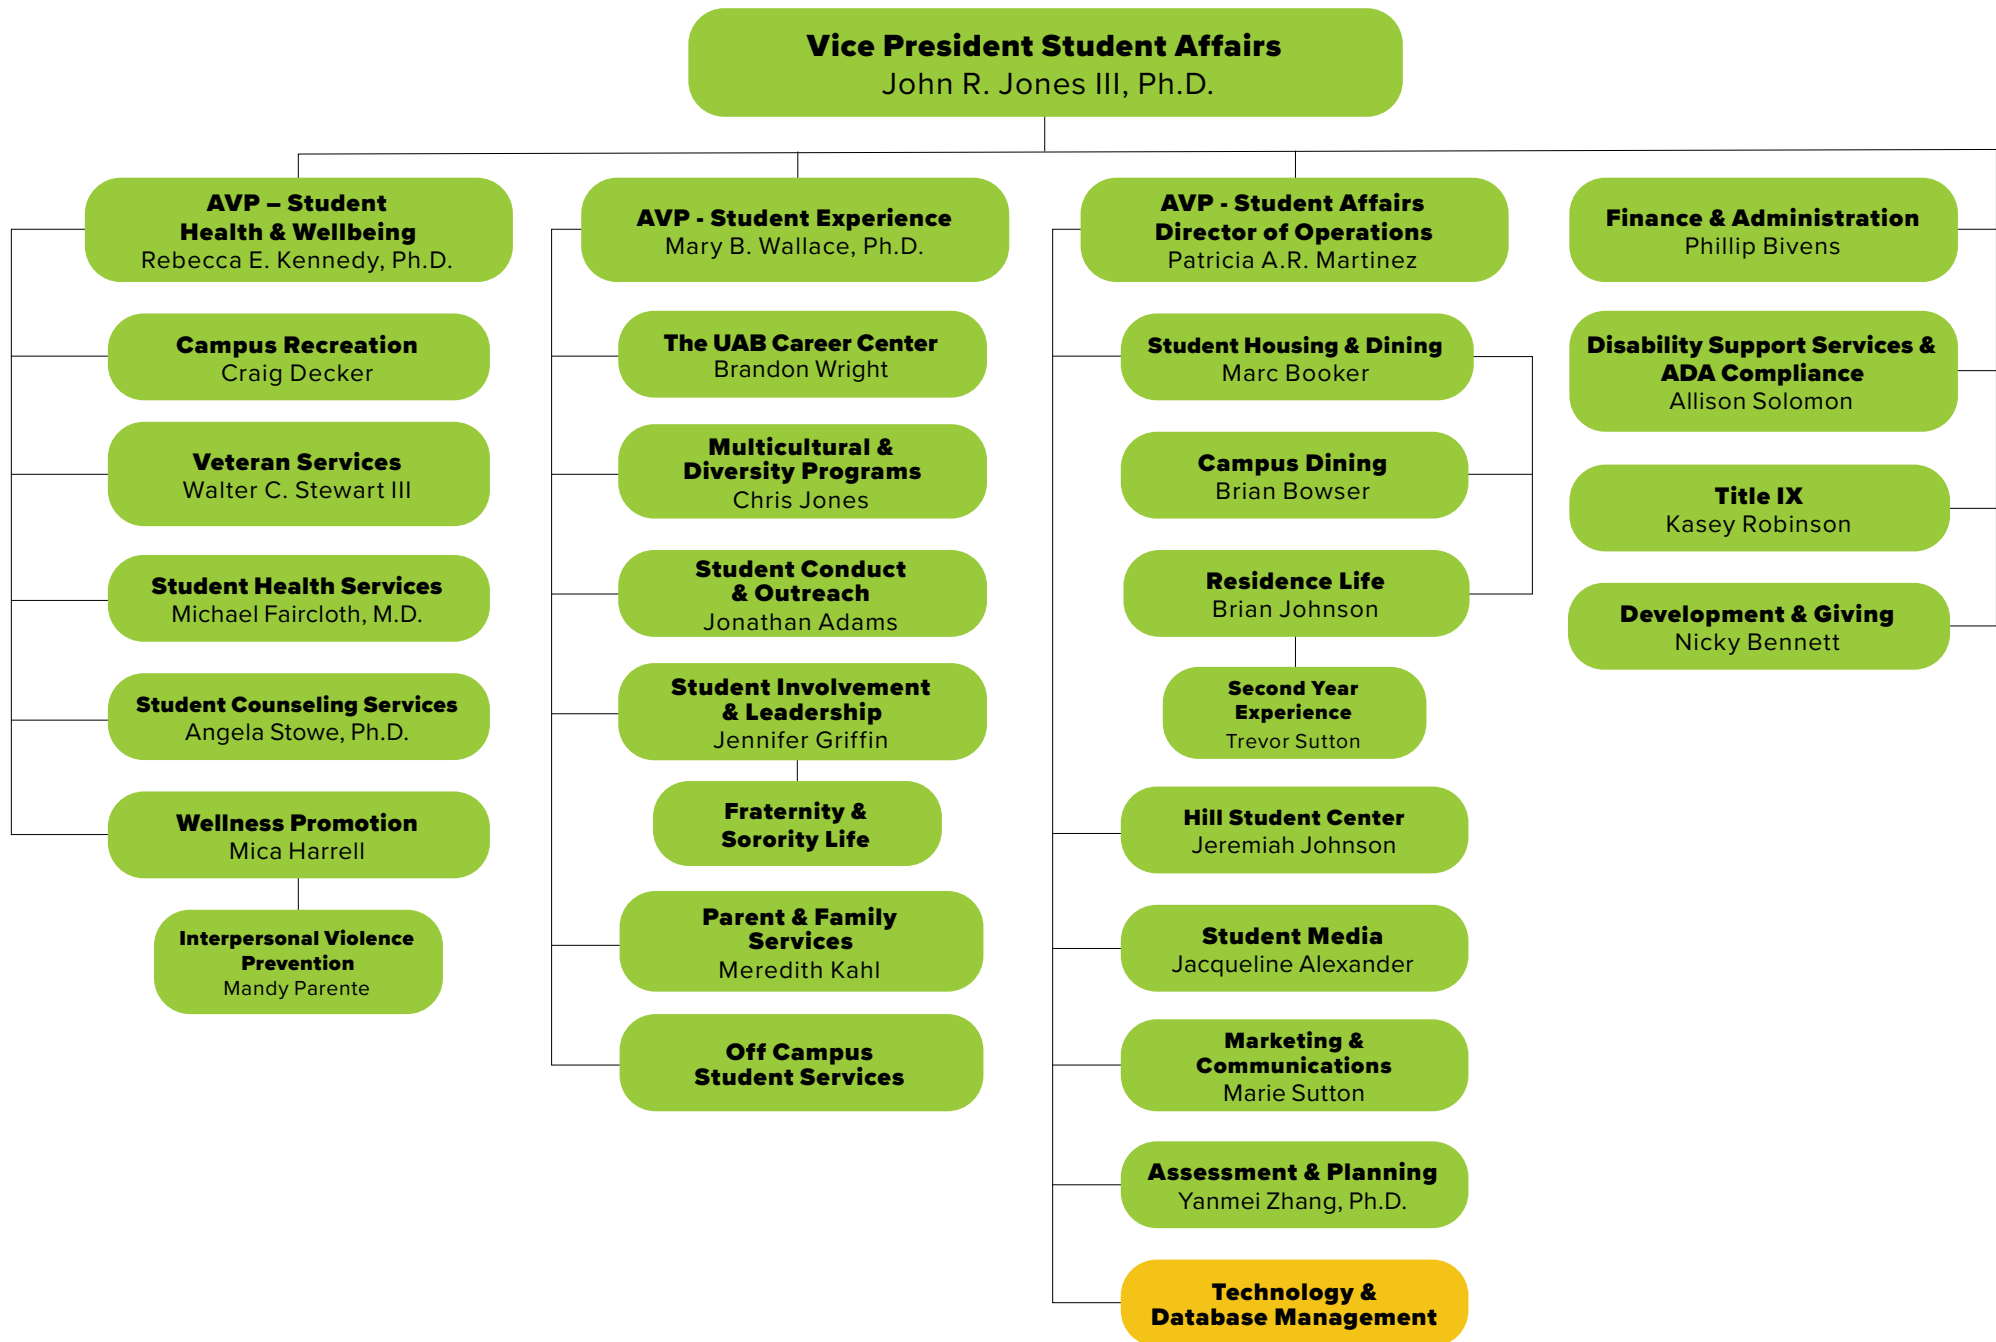 Vice President Student Affairs
John R. Jones III, Ph.D.
AVP – Student
Health & Wellbeing
Rebecca E. Kennedy, Ph.D.
Campus Recreation
Craig Decker
Veteran Services
Walter C. Stewart III
Student Health Services
Michael Faircloth, M.D.
Student Counseling Services
Angela Stowe, Ph.D.
Wellness Promotion
Mica Harrell
Interpersonal Violence
Prevention
Mandy Parente
AVP - Student Experience
Mary B. Wallace, Ph.D.
The UAB Career Center
Brandon Wright
Multicultural &
Diversity Programs
Chris Jones
Student Conduct
& Outreach
Jonathan Adams
Student Involvement
& Leadership
Jennifer Griffin
Fraternity &
Sorority Life
Parent & Family
Services
Meredith Kahl
Off Campus
Student Services
AVP - Student Affairs
Director of Operations
Patricia A.R. Martinez
Student Housing & Dining
Marc Booker
Campus Dining
Brian Bowser
Residence Life
Brian Johnson
Second Year
Experience
Trevor Sutton
Hill Student Center
Jeremiah Johnson
Student Media
Jacqueline Alexander
Marketing &
Communications
Marie Sutton
Assessment & Planning
Yanmei Zhang, Ph.D.
Technology &
Database Management
Finance & Administration
Phillip Bivens
Disability Support Services &
ADA Compliance
Allison Solomon
Title IX
Kasey Robinson
Development & Giving
Nicky Bennett